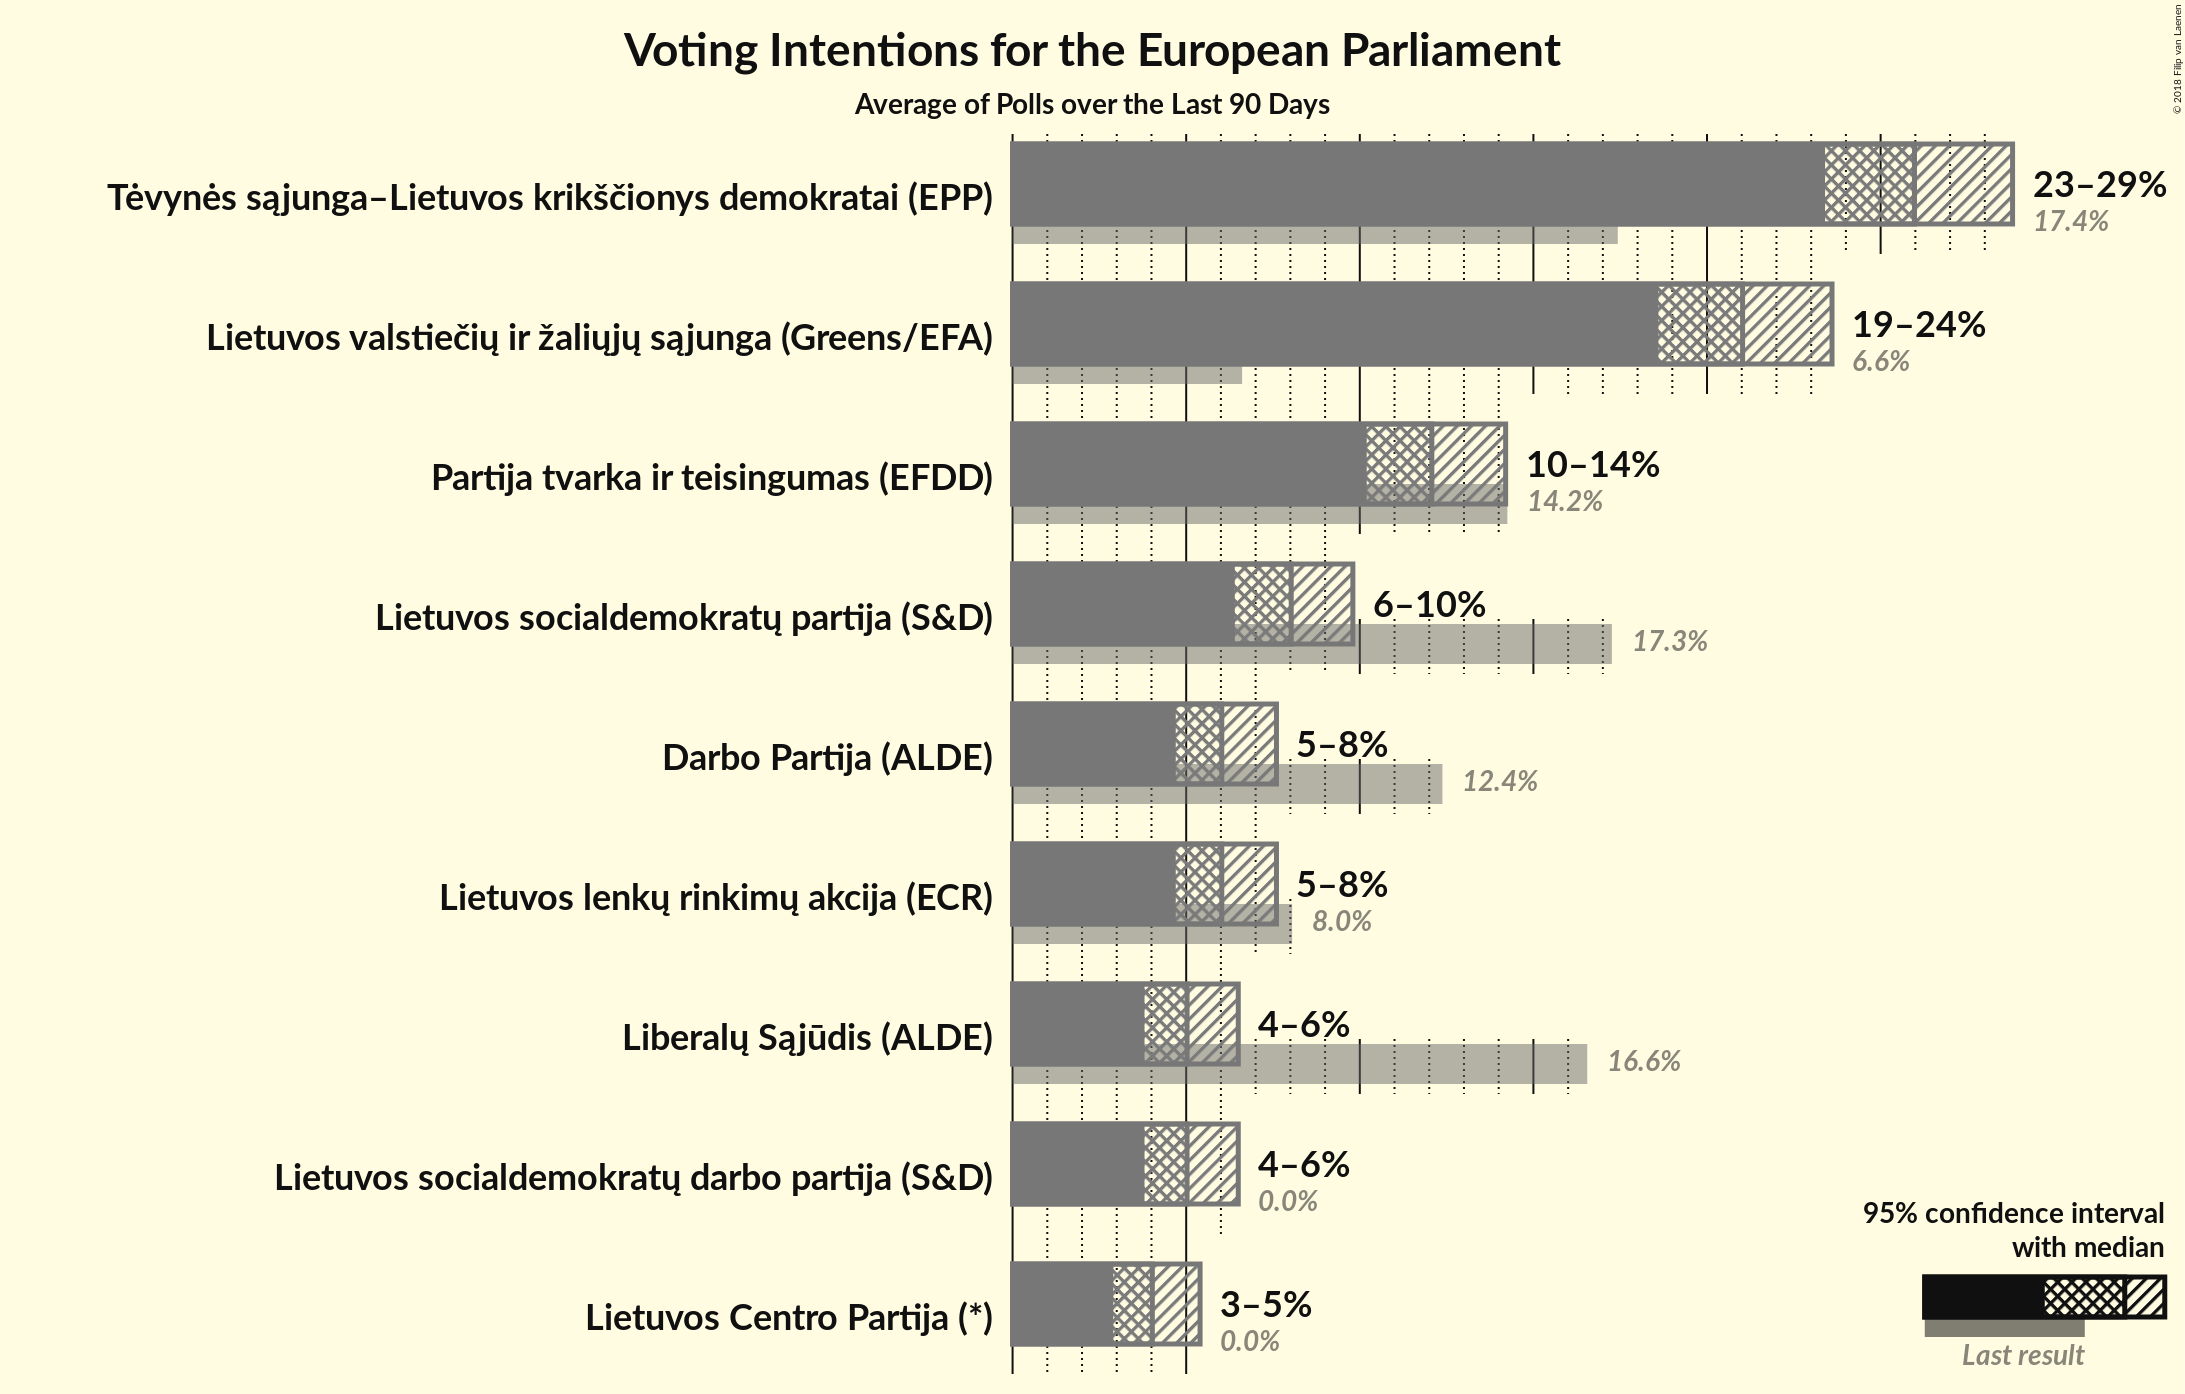 Voting Intentions for the European Parliament
Average of Polls over the Last 90 Days
© 2018 Filip van Laenen
Tėvynės sąjunga–Lietuvos krikščionys demokratai (EPP)
23–29%
17.4%
Lietuvos valstiečių ir žaliųjų sąjunga (Greens/EFA)
19–24%
6.6%
Partija tvarka ir teisingumas (EFDD)
10–14%
14.2%
Lietuvos socialdemokratų partija (S&D)
6–10%
17.3%
Darbo Partija (ALDE)
5–8%
12.4%
Lietuvos lenkų rinkimų akcija (ECR)
5–8%
8.0%
Liberalų Sąjūdis (ALDE)
4–6%
16.6%
Lietuvos socialdemokratų darbo partija (S&D)
4–6%
0.0%
Lietuvos Centro Partija (*)
3–5%
0.0%
95% confidence interval
with median
Last result